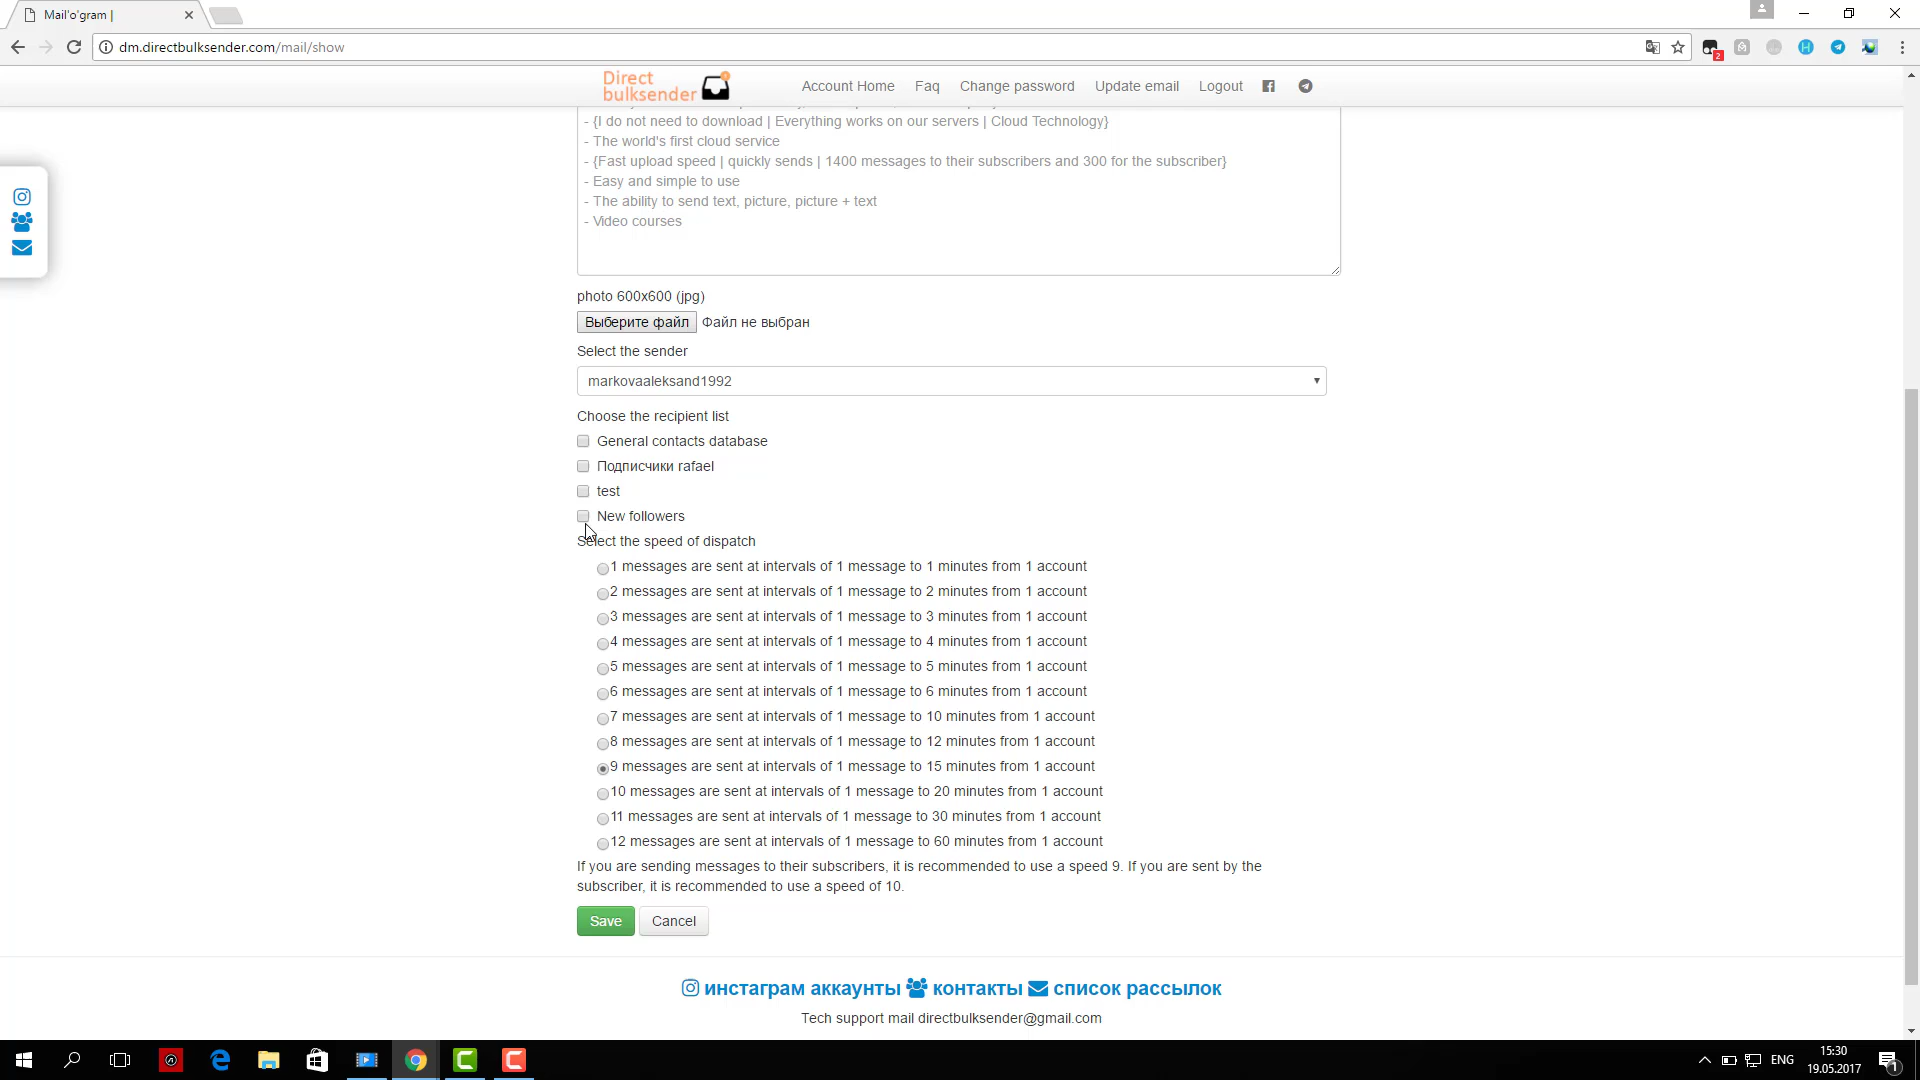 Mail'o'gram |
dm.directbulksender.com/mail/show
2
Direct
bulksender
Account Home
Faq
Change password
Update email
Logout
- {I do not need to download | Everything works on our servers | Cloud Technology}
- The world's first cloud service
- {Fast upload speed | quickly sends | 1400 messages to their subscribers and 300 for the subscriber}
- Easy and simple to use
- The ability to send text, picture, picture + text
- Video courses
photo 600x600 (jpg)
Выберите файл Файл не выбран
Select the sender
markovaaleksand1992
Choose the recipient list
General contacts database
Подписчики rafael
test
New followers
Select the speed of dispatch
1 messages are sent at intervals of 1 message to 1 minutes from 1 account
2 messages are sent at intervals of 1 message to 2 minutes from 1 account
3 messages are sent at intervals of 1 message to 3 minutes from 1 account
4 messages are sent at intervals of 1 message to 4 minutes from 1 account
5 messages are sent at intervals of 1 message to 5 minutes from 1 account
6 messages are sent at intervals of 1 message to 6 minutes from 1 account
7 messages are sent at intervals of 1 message to 10 minutes from 1 account
8 messages are sent at intervals of 1 message to 12 minutes from 1 account
9 messages are sent at intervals of 1 message to 15 minutes from 1 account
10 messages are sent at intervals of 1 message to 20 minutes from 1 account
11 messages are sent at intervals of 1 message to 30 minutes from 1 account
12 messages are sent at intervals of 1 message to 60 minutes from 1 account
If you are sending messages to their subscribers, it is recommended to use a speed 9. If you are sent by the
subscriber, it is recommended to use a speed of 10.
Save Cancel
инстаграм аккаунты контакты список рассылок
Tech support mail directbulksender@gmail.com
ENG
15:30
19.05.2017
1